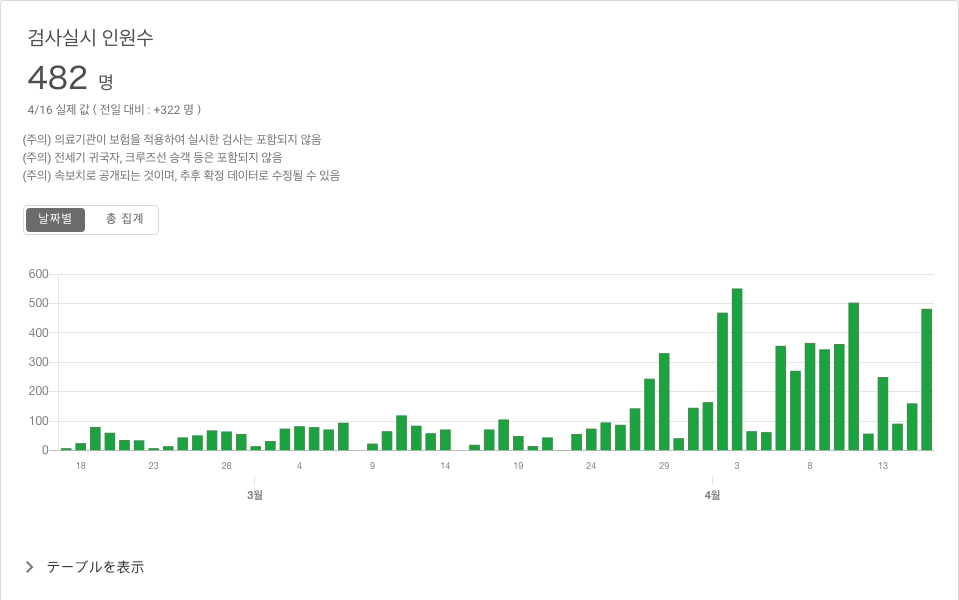 검사실시 인원수
482 명
4/16 실제 값 ( 전일 대비 : +322 명 )
(주의) 의료기관이 보험을 적용하여 실시한 검사는 포함되지 않음
(주의) 전세기 귀국자, 크루즈선 승객 등은 포함되지 않음
(주의) 속보치로 공개되는 것이며, 추후 확정 데이터로 수정될 수 있음
날짜별 총 집계
600
500
400
300
200
100
0
18 23 28 4 9 14 19 24 29 3 8 13
3월 4월
テーブルを表示